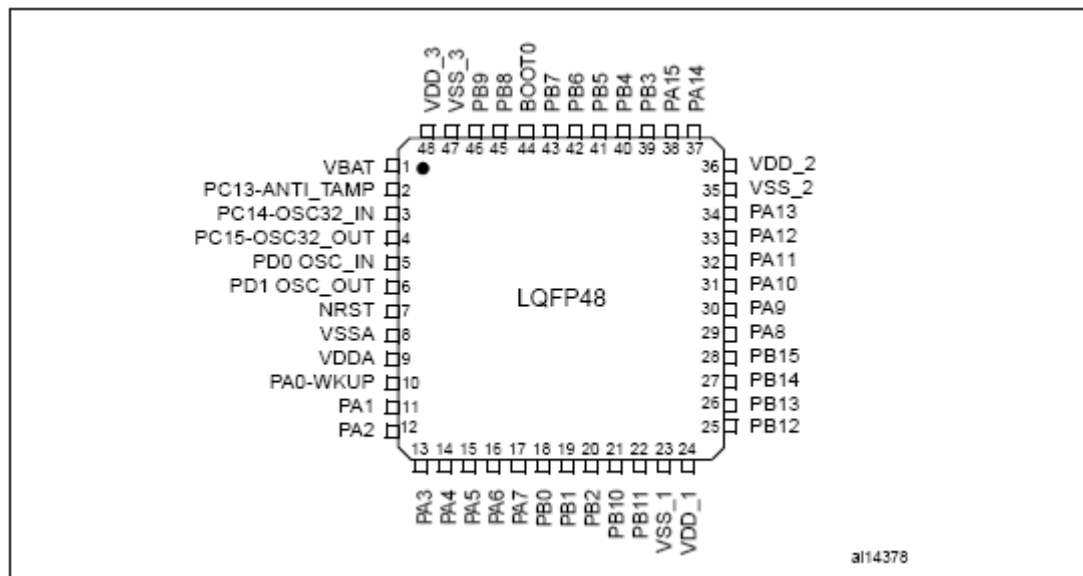 VDD_3
VSS_3
PB9
PB8
BOOT0
PB7
PB6
PB5
PB4
PB3
PA15
PA14
48 47 46 45 44 43 42 41 40 39 38 37
VBAT 1
PC13-ANTI_TAMP 2
PC14-OSC32_IN 3
PC15-OSC32_OUT 4
PD0 OSC_IN 5
PD1 OSC_OUT 6
NRST 7
VSSA 8
VDDA 9
PA0-WKUP 10
PA1 11
PA2 12
LQFP48
36 VDD_2
35 VSS_2
34 PA13
33 PA12
32 PA11
31 PA10
30 PA9
29 PA8
28 PB15
27 PB14
26 PB13
25 PB12
13 14 15 16 17 18 19 20 21 22 23 24
PA3
PA4
PA5
PA6
PA7
PB0
PB1
PB2
PB10
PB11
VSS_1
VDD_1
ai14378